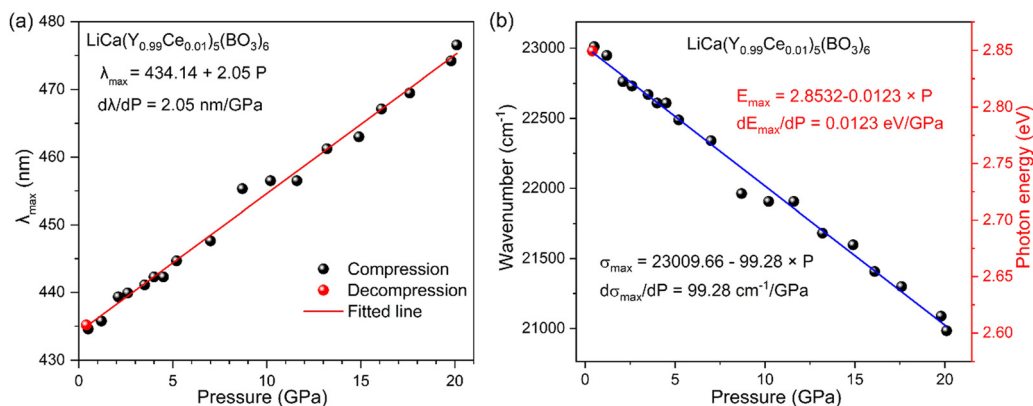 (a)
480
470
460
450
440
430
λmax (nm)
LiCa(Y0.99Ce0.01)5(BO3)6
λmax = 434.14 + 2.05 P
dλ/dP = 2.05 nm/GPa
Compression
Decompression
Fitted line
0 5 10 15 20
Pressure (GPa)
(b)
23000
22500
22000
21500
21000
Wavenumber (cm⁻¹)
LiCa(Y0.99Ce0.01)5(BO3)6
Emax = 2.8532-0.0123 × P
dEmax/dP = 0.0123 eV/GPa
σmax = 23009.66 - 99.28 × P
dσmax/dP = 99.28 cm⁻¹/GPa
0 5 10 15 20
Pressure (GPa)
2.85
2.80
2.75
2.70
2.65
2.60
Photon energy (eV)